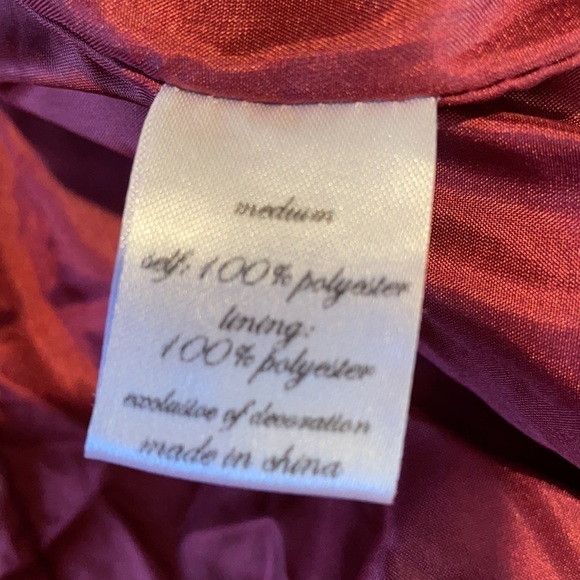 medium
self: 100% polyester
lining:
100% polyester
exclusive of decoration
made in china